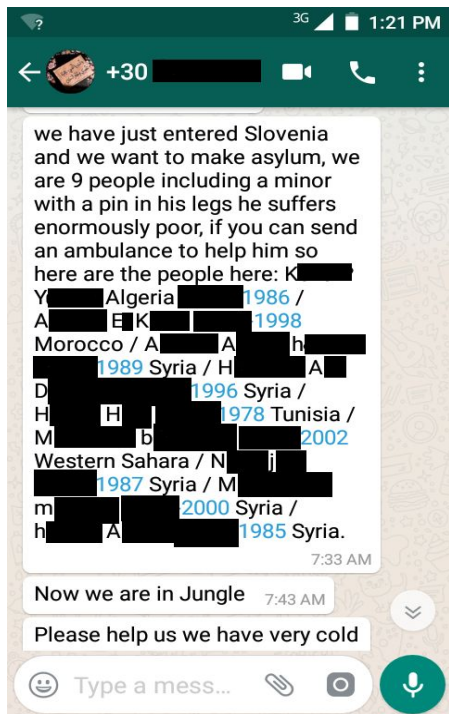 3G 1:21 PM
+30
we have just entered Slovenia
and we want to make asylum, we
are 9 people including a minor
with a pin in his legs he suffers
enormously poor, if you can send
an ambulance to help him so
here are the people here: K
Y Algeria 1986 /
A E K -1998
Morocco / A A h
1989 Syria / H A
D 1996 Syria /
H H 1978 Tunisia /
M b 2002
Western Sahara / N j
1987 Syria / M
m -2000 Syria /
h A 1985 Syria.
7:33 AM
Now we are in Jungle 7:43 AM
Please help us we have very cold
Type a mess...